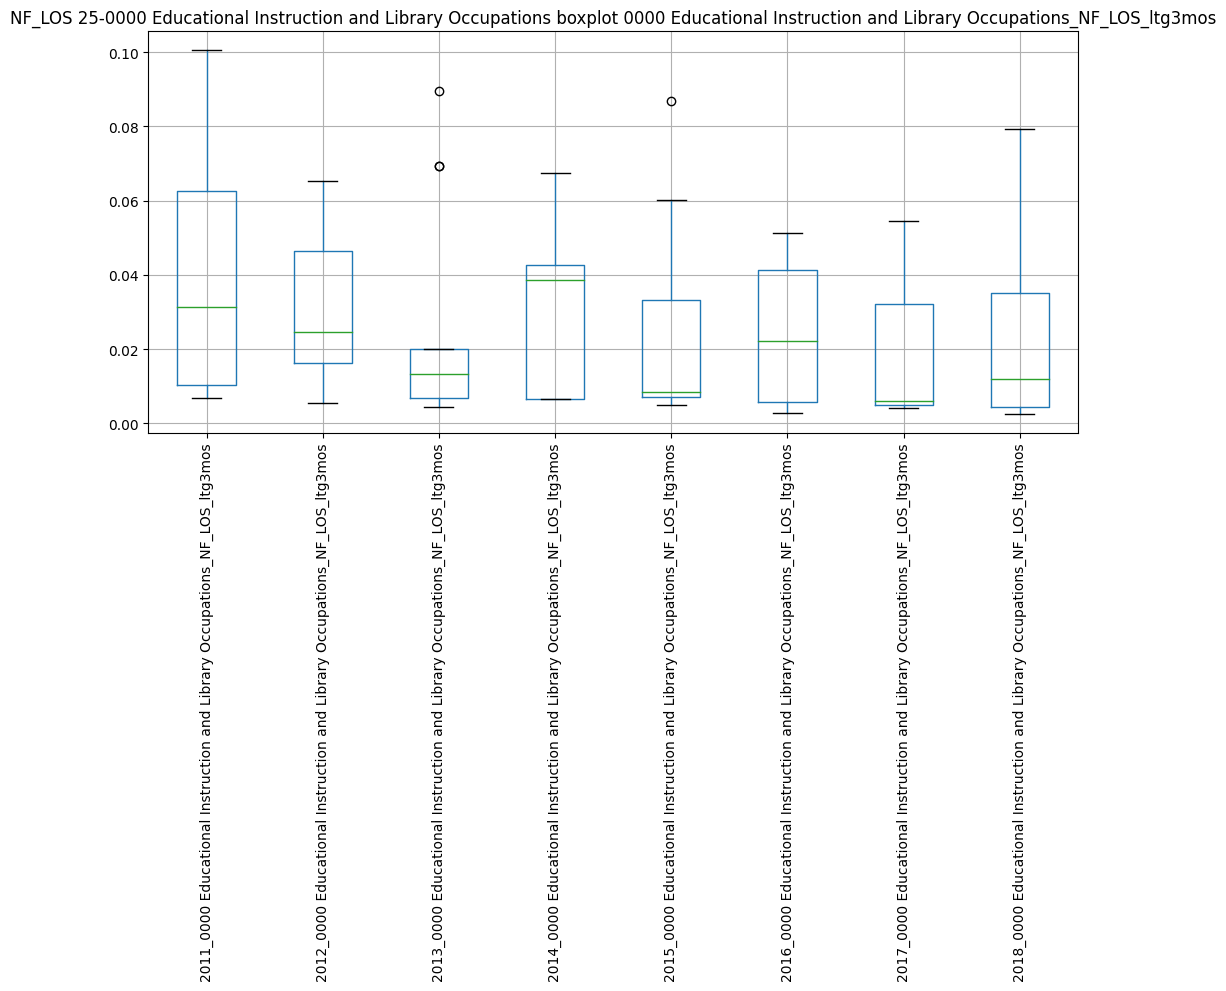 NF_LOS 25-0000 Educational Instruction and Library Occupations boxplot 0000 Educational Instruction and Library Occupations_NF_LOS_ltg3mos
0.10
0.08
0.06
0.04
0.02
0.00
2011_0000 Educational Instruction and Library Occupations_NF_LOS_ltg3mos
2012_0000 Educational Instruction and Library Occupations_NF_LOS_ltg3mos
2013_0000 Educational Instruction and Library Occupations_NF_LOS_ltg3mos
2014_0000 Educational Instruction and Library Occupations_NF_LOS_ltg3mos
2015_0000 Educational Instruction and Library Occupations_NF_LOS_ltg3mos
2016_0000 Educational Instruction and Library Occupations_NF_LOS_ltg3mos
2017_0000 Educational Instruction and Library Occupations_NF_LOS_ltg3mos
2018_0000 Educational Instruction and Library Occupations_NF_LOS_ltg3mos